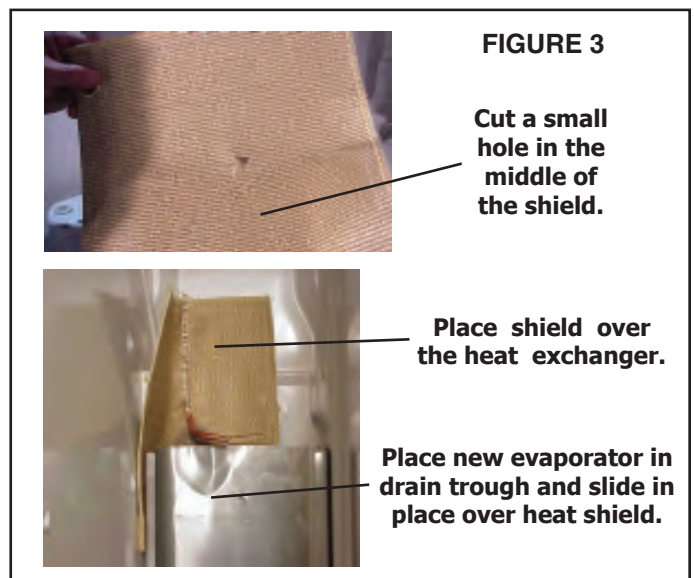 FIGURE 3
Cut a small
hole in the
middle of
the shield.
Place shield over
the heat exchanger.
Place new evaporator in
drain trough and slide in
place over heat shield.